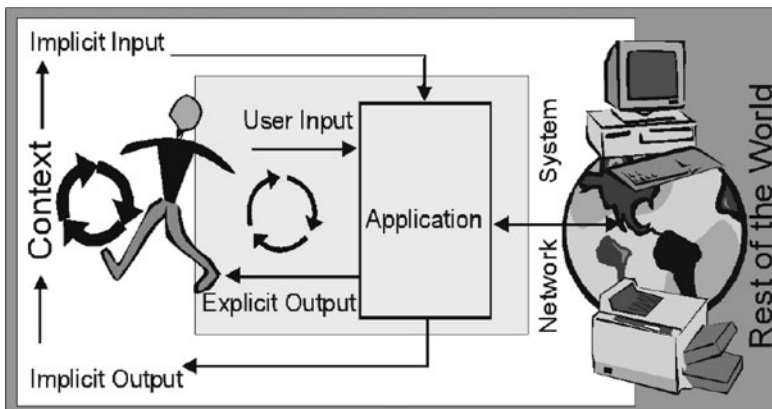 Implicit Input
User Input
Context
Application
System
Network
Rest of the World
Explicit Output
Implicit Output